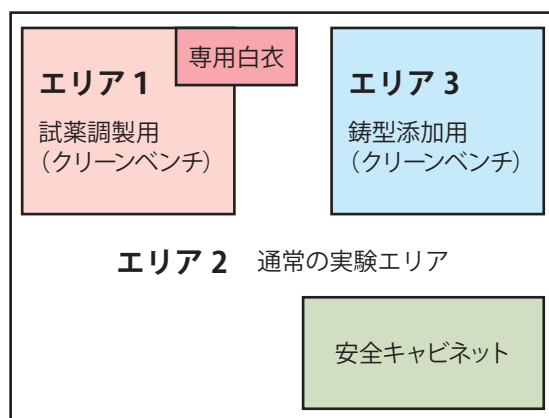 専用白衣
エリア 1
試薬調製用
（クリーンベンチ）
エリア 3
鋳型添加用
（クリーンベンチ）
エリア 2 通常の実験エリア
安全キャビネット